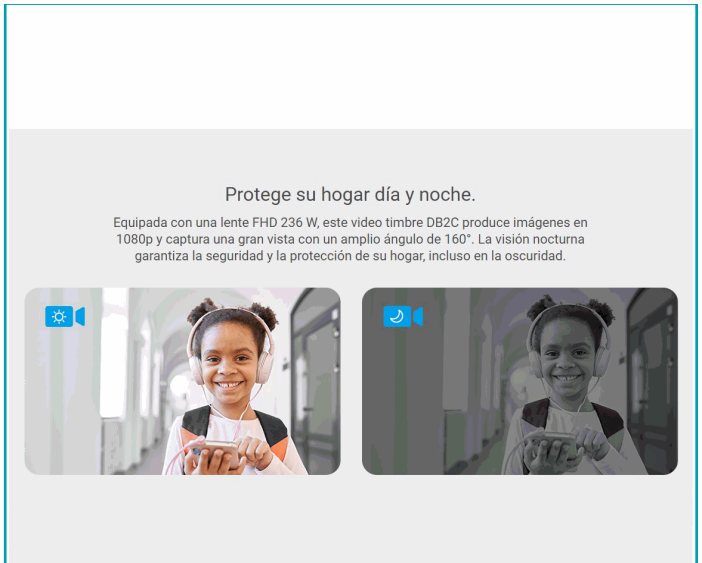 Protege su hogar día y noche.
Equipada con una lente FHD 236 W, este video timbre DB2C produce imágenes en
1080p y captura una gran vista con un amplio ángulo de 160°. La visión nocturna
garantiza la seguridad y la protección de su hogar, incluso en la oscuridad.